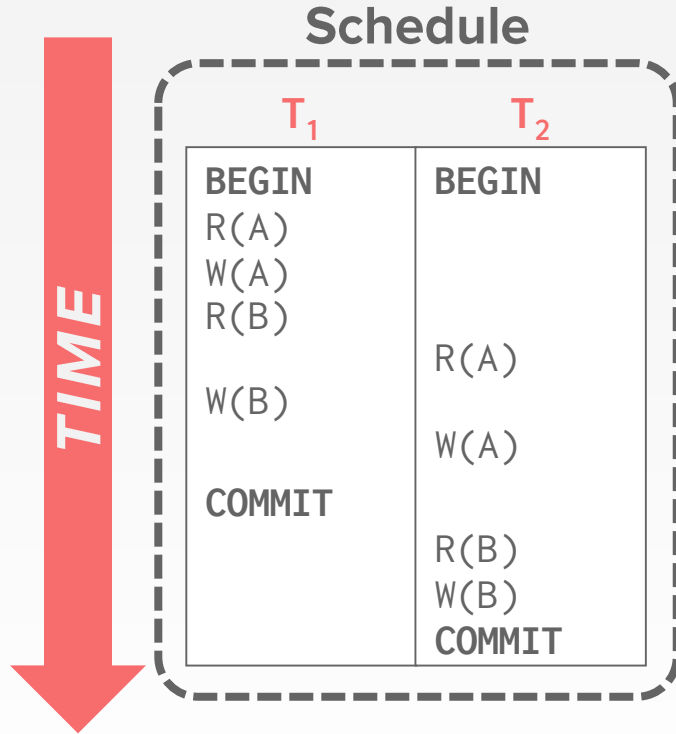 Schedule
TIME
T1 T2
BEGIN BEGIN
R(A)
W(A)
R(B)
R(A)
W(B)
W(A)
COMMIT
R(B)
W(B)
COMMIT